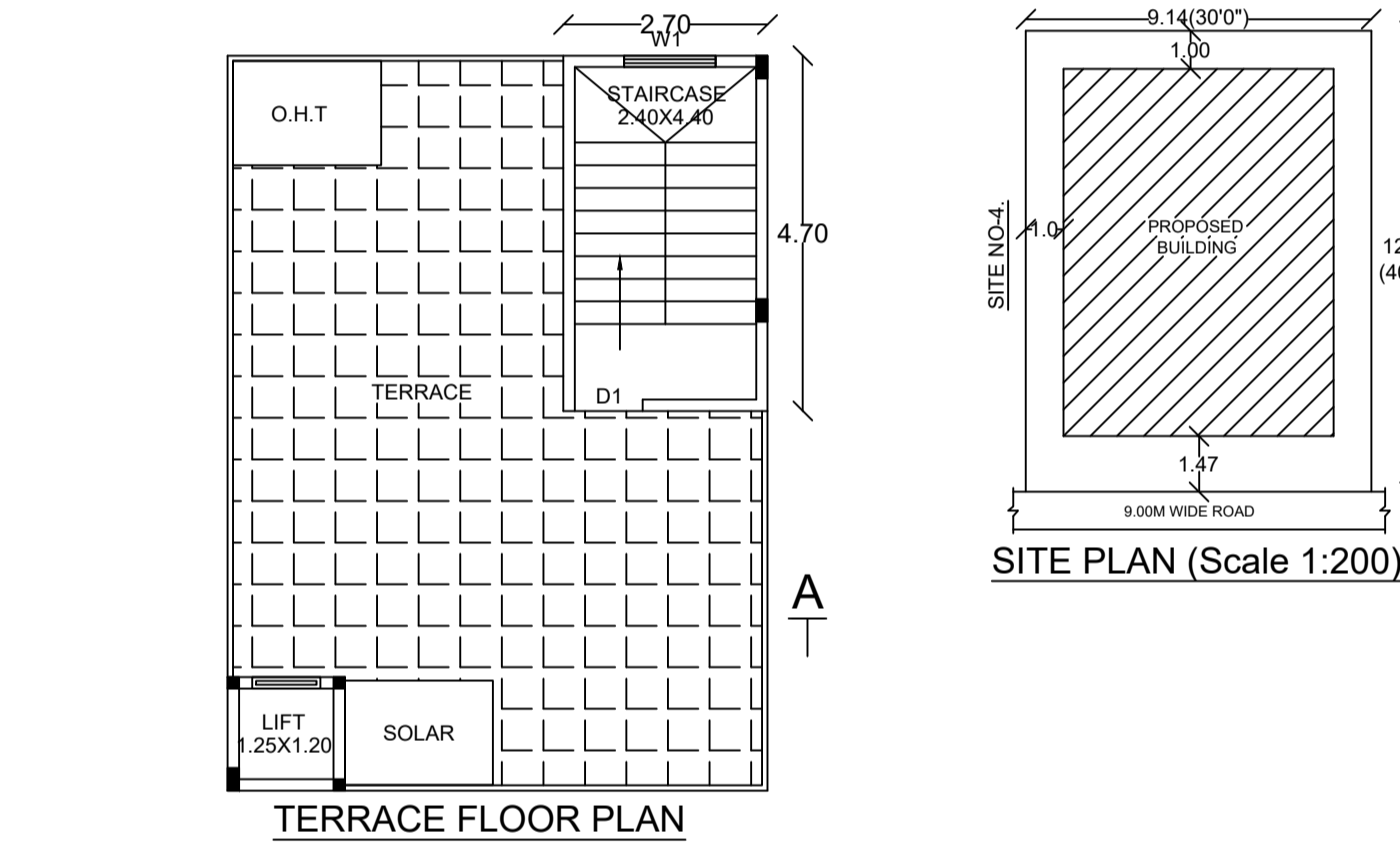 2.70
W1
O.H.T
STAIRCASE
2.40X4.40
4.70
TERRACE
D1
A
LIFT
1.25X1.20
SOLAR
TERRACE FLOOR PLAN
9.14(30'0")
1.00
SITE NO-4.
1.0
PROPOSED
BUILDING
12
(40
1.47
9.00M WIDE ROAD
SITE PLAN (Scale 1:200)